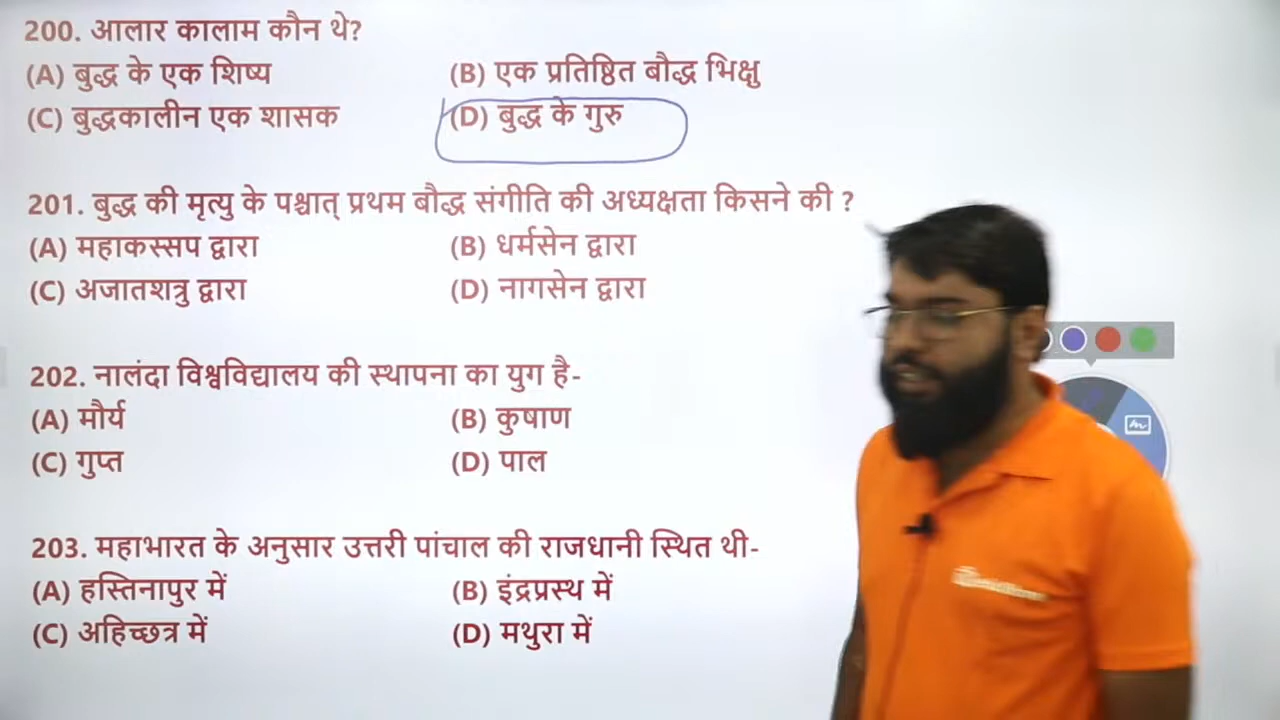 200. आलार कालाम कौन थे?
(A) बुद्ध के एक शिष्य (B) एक प्रतिष्ठित बौद्ध भिक्षु
(C) बुद्धकालीन एक शासक (D) बुद्ध के गुरु
201. बुद्ध की मृत्यु के पश्चात् प्रथम बौद्ध संगीति की अध्यक्षता किसने की ?
(A) महाकस्सप द्वारा (B) धर्मसेन द्वारा
(C) अजातशत्रु द्वारा (D) नागसेन द्वारा
202. नालंदा विश्वविद्यालय की स्थापना का युग है-
(A) मौर्य (B) कुषाण
(C) गुप्त (D) पाल
203. महाभारत के अनुसार उत्तरी पांचाल की राजधानी स्थित थी-
(A) हस्तिनापुर में (B) इंद्रप्रस्थ में
(C) अहिच्छत्र में (D) मथुरा में